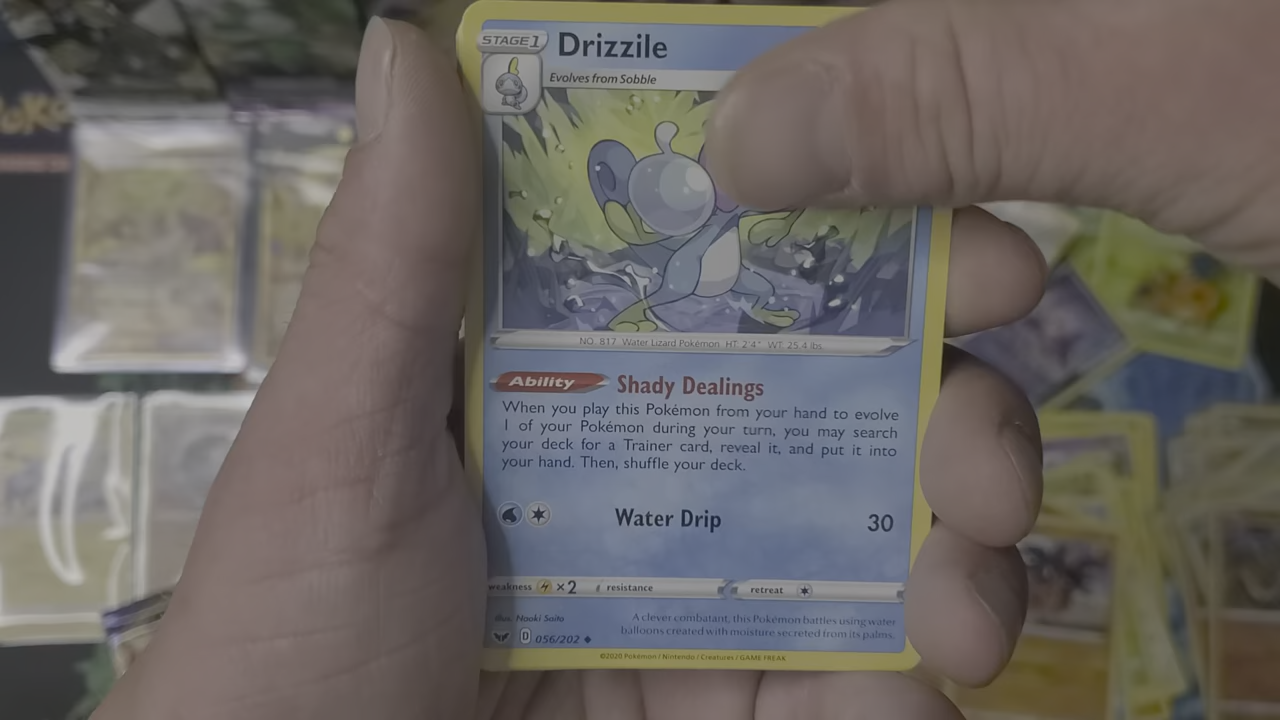 STAGE 1
Drizzile
Evolves from Sobble
NO. 817 Water Lizard Pokémon HT: 2'4" WT: 25.4 lbs.
Ability Shady Dealings
When you play this Pokémon from your hand to evolve
1 of your Pokémon during your turn, you may search
your deck for a Trainer card, reveal it, and put it into
your hand. Then, shuffle your deck.
Water Drip 30
weakness ×2 resistance retreat
Illus. Naoki Saito
A clever combatant, this Pokémon battles using water
balloons created with moisture secreted from its palms.
D 056/202
©2020 Pokémon / Nintendo / Creatures / GAME FREAK